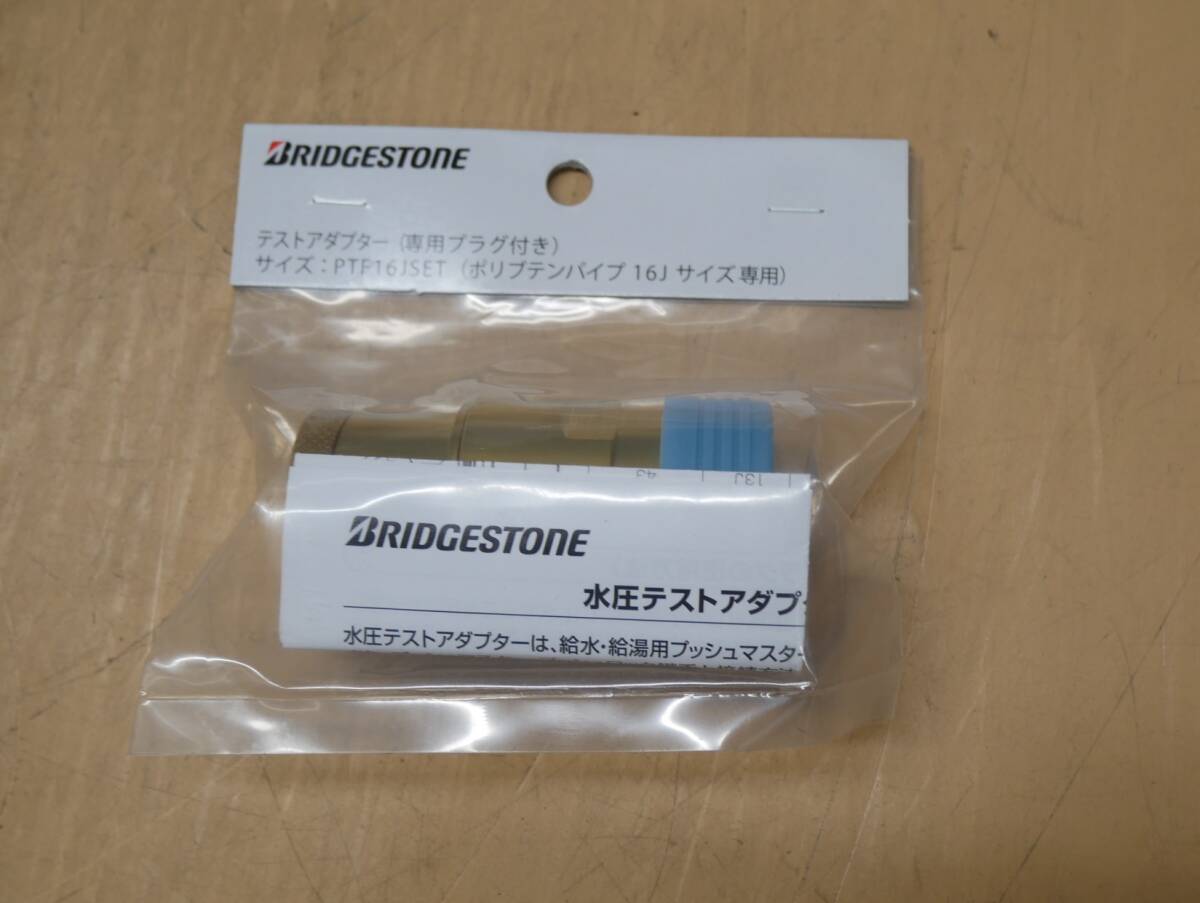 BRIDGESTONE
テストアダプター（専用プラグ付き）
サイズ：PTF16JSET（ポリブテンパイプ 16J サイズ専用）
4J
13J
BRIDGESTONE
水圧テストアダプ
水圧テストアダプターは、給水・給湯用プッシュマスター